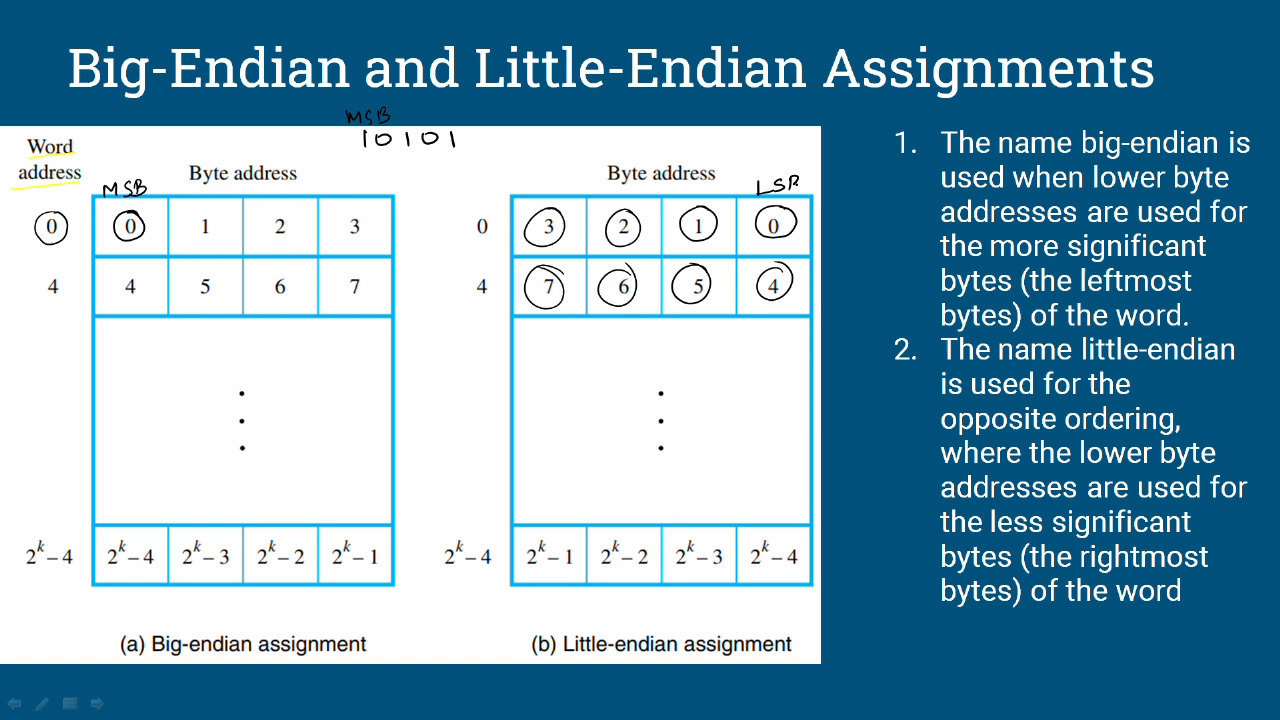 Big-Endian and Little-Endian Assignments
MSB
10101
Word
address
Byte address
MSB
0 0 1 2 3
4 4 5 6 7
2^k – 4 2^k – 4 2^k – 3 2^k – 2 2^k – 1
(a) Big-endian assignment
Byte address
LSB
0 3 2 1 0
4 7 6 5 4
2^k – 4 2^k – 1 2^k – 2 2^k – 3 2^k – 4
(b) Little-endian assignment
1. The name big-endian is
used when lower byte
addresses are used for
the more significant
bytes (the leftmost
bytes) of the word.
2. The name little-endian
is used for the
opposite ordering,
where the lower byte
addresses are used for
the less significant
bytes (the rightmost
bytes) of the word